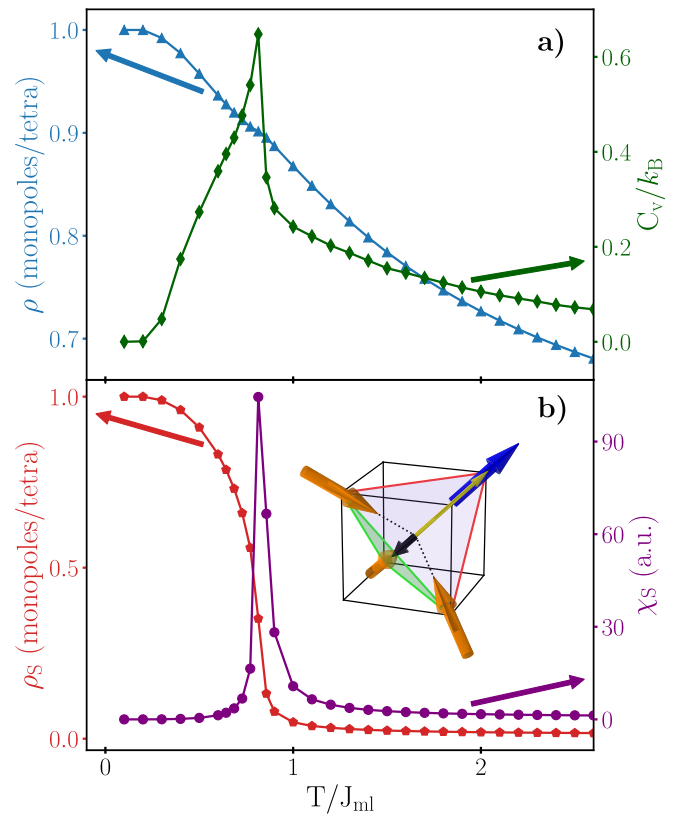 a)
ρ (monopoles/tetra)
1.0
0.9
0.8
0.7
C_v/k_B
0.6
0.4
0.2
0.0
b)
ρ_S (monopoles/tetra)
1.0
0.5
0.0
χ_S (a.u.)
90
60
30
0
0
1
2
T/J_ml